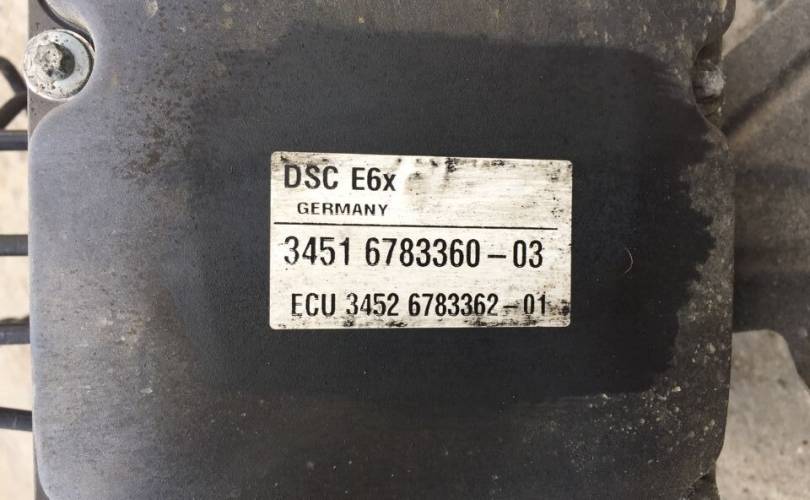 DSC E6x
GERMANY
3451 6783360-03
ECU 3452 6783362-01